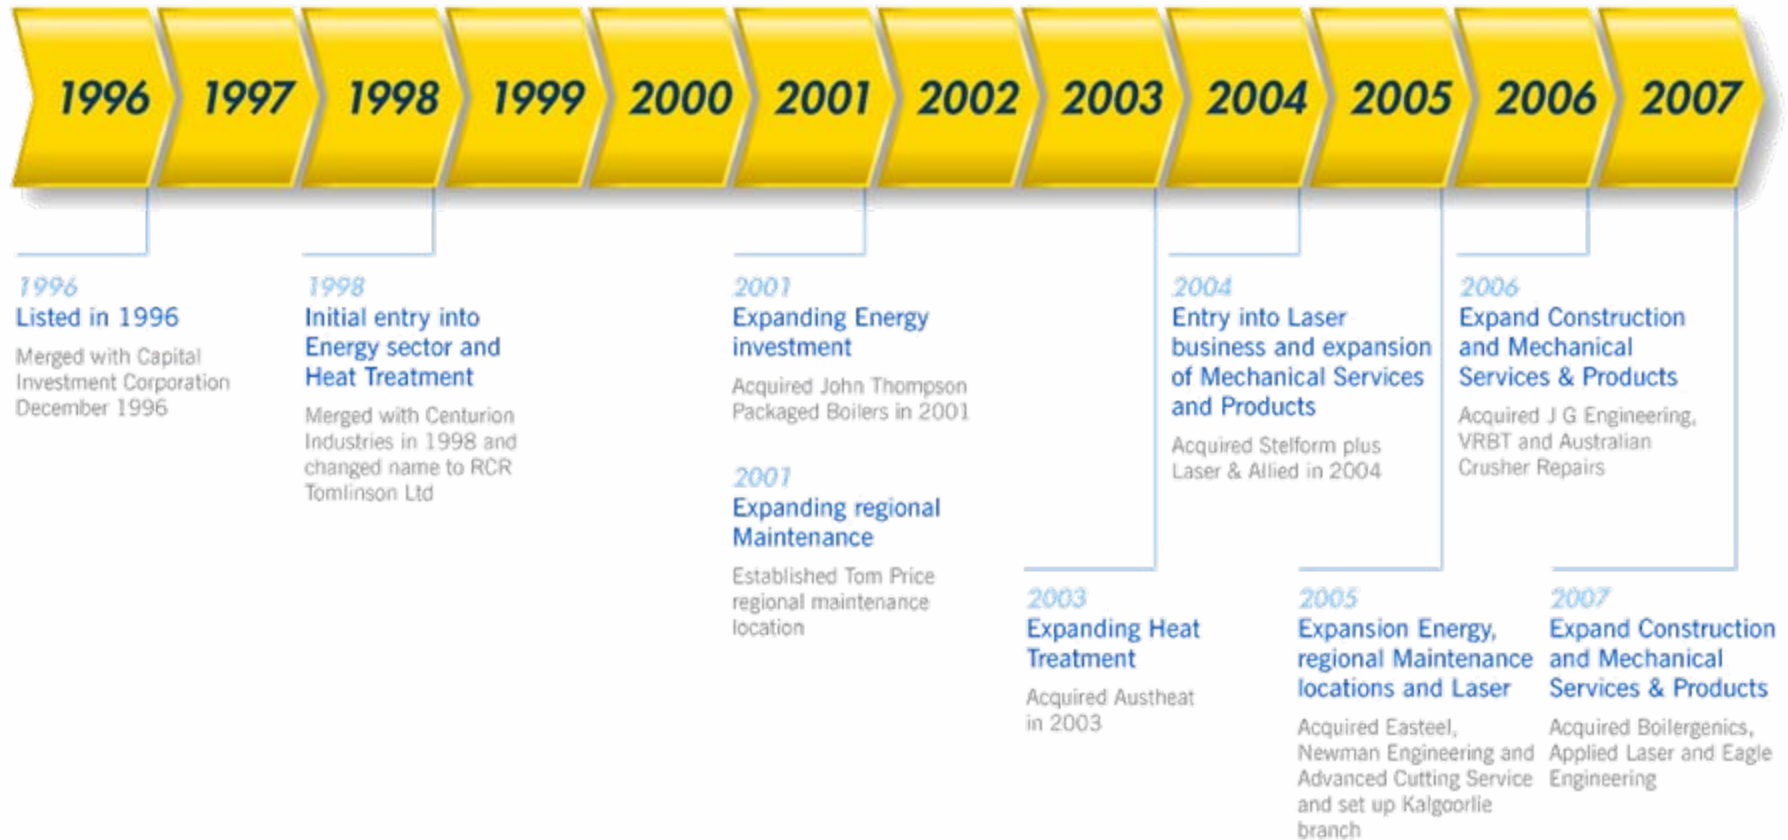 1996 1997 1998 1999 2000 2001 2002 2003 2004 2005 2006 2007
1996
Listed in 1996
Merged with Capital
Investment Corporation
December 1996
1998
Initial entry into
Energy sector and
Heat Treatment
Merged with Centurion
Industries in 1998 and
changed name to RCR
Tomlinson Ltd
2001
Expanding Energy
investment
Acquired John Thompson
Packaged Boilers in 2001
2001
Expanding regional
Maintenance
Established Tom Price
regional maintenance
location
2003
Expanding Heat
Treatment
Acquired Austheat
in 2003
2004
Entry into Laser
business and expansion
of Mechanical Services
and Products
Acquired Stelform plus
Laser & Allied in 2004
2005
Expansion Energy,
regional Maintenance
locations and Laser
Acquired Easteel,
Newman Engineering and
Advanced Cutting Service
and set up Kalgoorlie
branch
2006
Expand Construction
and Mechanical
Services & Products
Acquired J G Engineering,
VRBT and Australian
Crusher Repairs
2007
Expand Construction
and Mechanical
Services & Products
Acquired Boilergenics,
Applied Laser and Eagle
Engineering